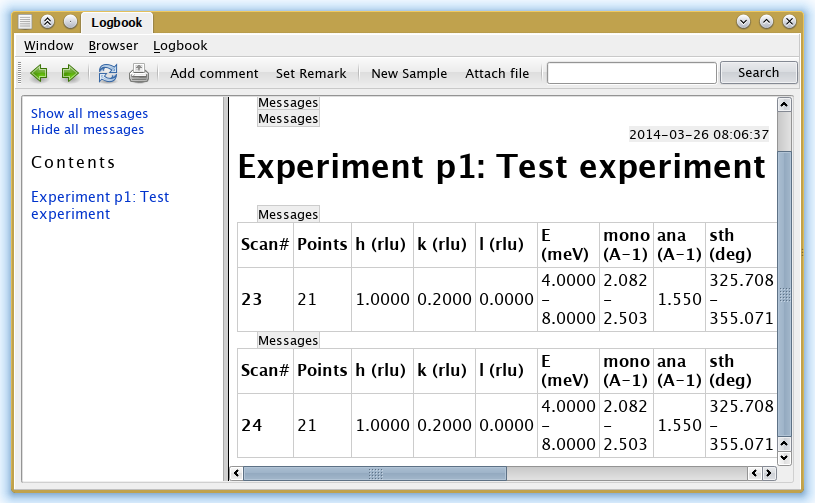 Logbook
Window Browser Logbook
Add comment Set Remark New Sample Attach file Search
Show all messages
Hide all messages
Contents
Experiment p1: Test
experiment
Messages
Messages
2014-03-26 08:06:37
Experiment p1: Test experiment
Messages
Scan# Points h (rlu) k (rlu) l (rlu) E (meV) mono (A-1) ana (A-1) sth (deg)
23 21 1.0000 0.2000 0.0000 4.0000 - 8.0000 2.082 - 2.503 1.550 325.708 - 355.071
Messages
Scan# Points h (rlu) k (rlu) l (rlu) E (meV) mono (A-1) ana (A-1) sth (deg)
24 21 1.0000 0.2000 0.0000 4.0000 - 8.0000 2.082 - 2.503 1.550 325.708 - 355.071